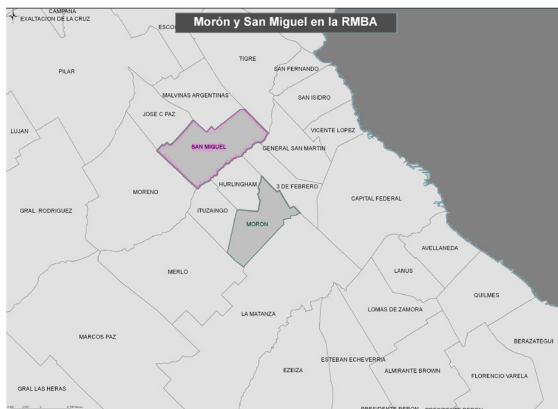 Morón y San Miguel en la RMBA
CAMPANA
EXALTACION DE LA CRUZ
TIGRE
PILAR
SAN FERNANDO
MALVINAS ARGENTINAS
SAN ISIDRO
JOSE C PAZ
LUJAN
VICENTE LOPEZ
SAN MIGUEL
GENERAL SAN MARTIN
HURLINGHAM
3 DE FEBRERO
MORENO
CAPITAL FEDERAL
GRAL. RODRIGUEZ
ITUZAINGO
MORON
AVELLANEDA
MERLO
LANUS
QUILMES
LA MATANZA
LOMAS DE ZAMORA
MARCOS PAZ
BERAZATEGUI
ESTEBAN ECHEVERRIA
EZEIZA
ALMIRANTE BROWN
FLORENCIO VARELA
GRAL LAS HERAS